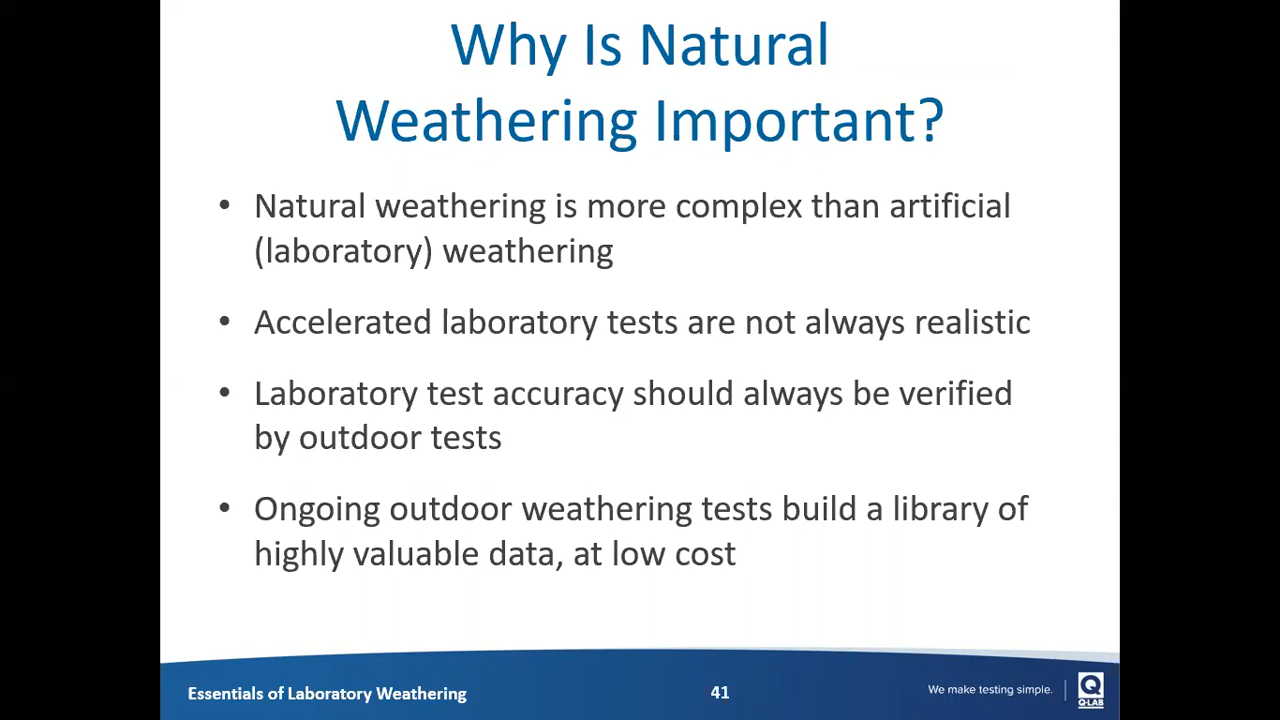 Why Is Natural
Weathering Important?
• Natural weathering is more complex than artificial
(laboratory) weathering
• Accelerated laboratory tests are not always realistic
• Laboratory test accuracy should always be verified
by outdoor tests
• Ongoing outdoor weathering tests build a library of
highly valuable data, at low cost
Essentials of Laboratory Weathering
41
We make testing simple.
Q
Q-LAB